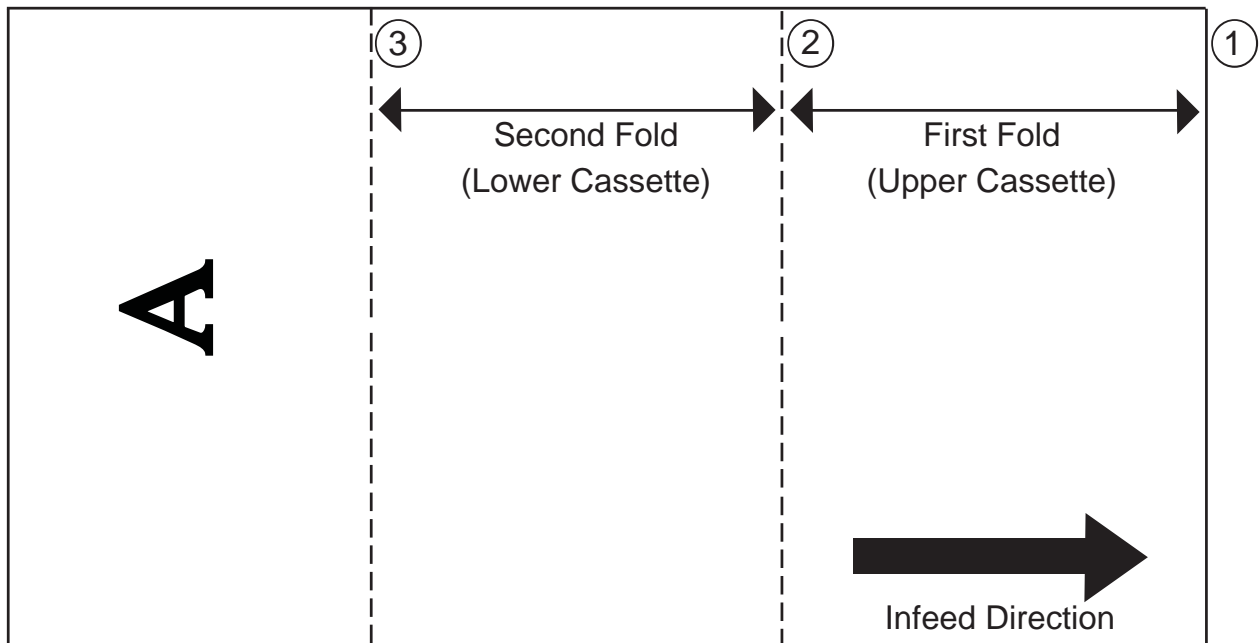 3
2
1
Second Fold
(Lower Cassette)
First Fold
(Upper Cassette)
A
Infeed Direction